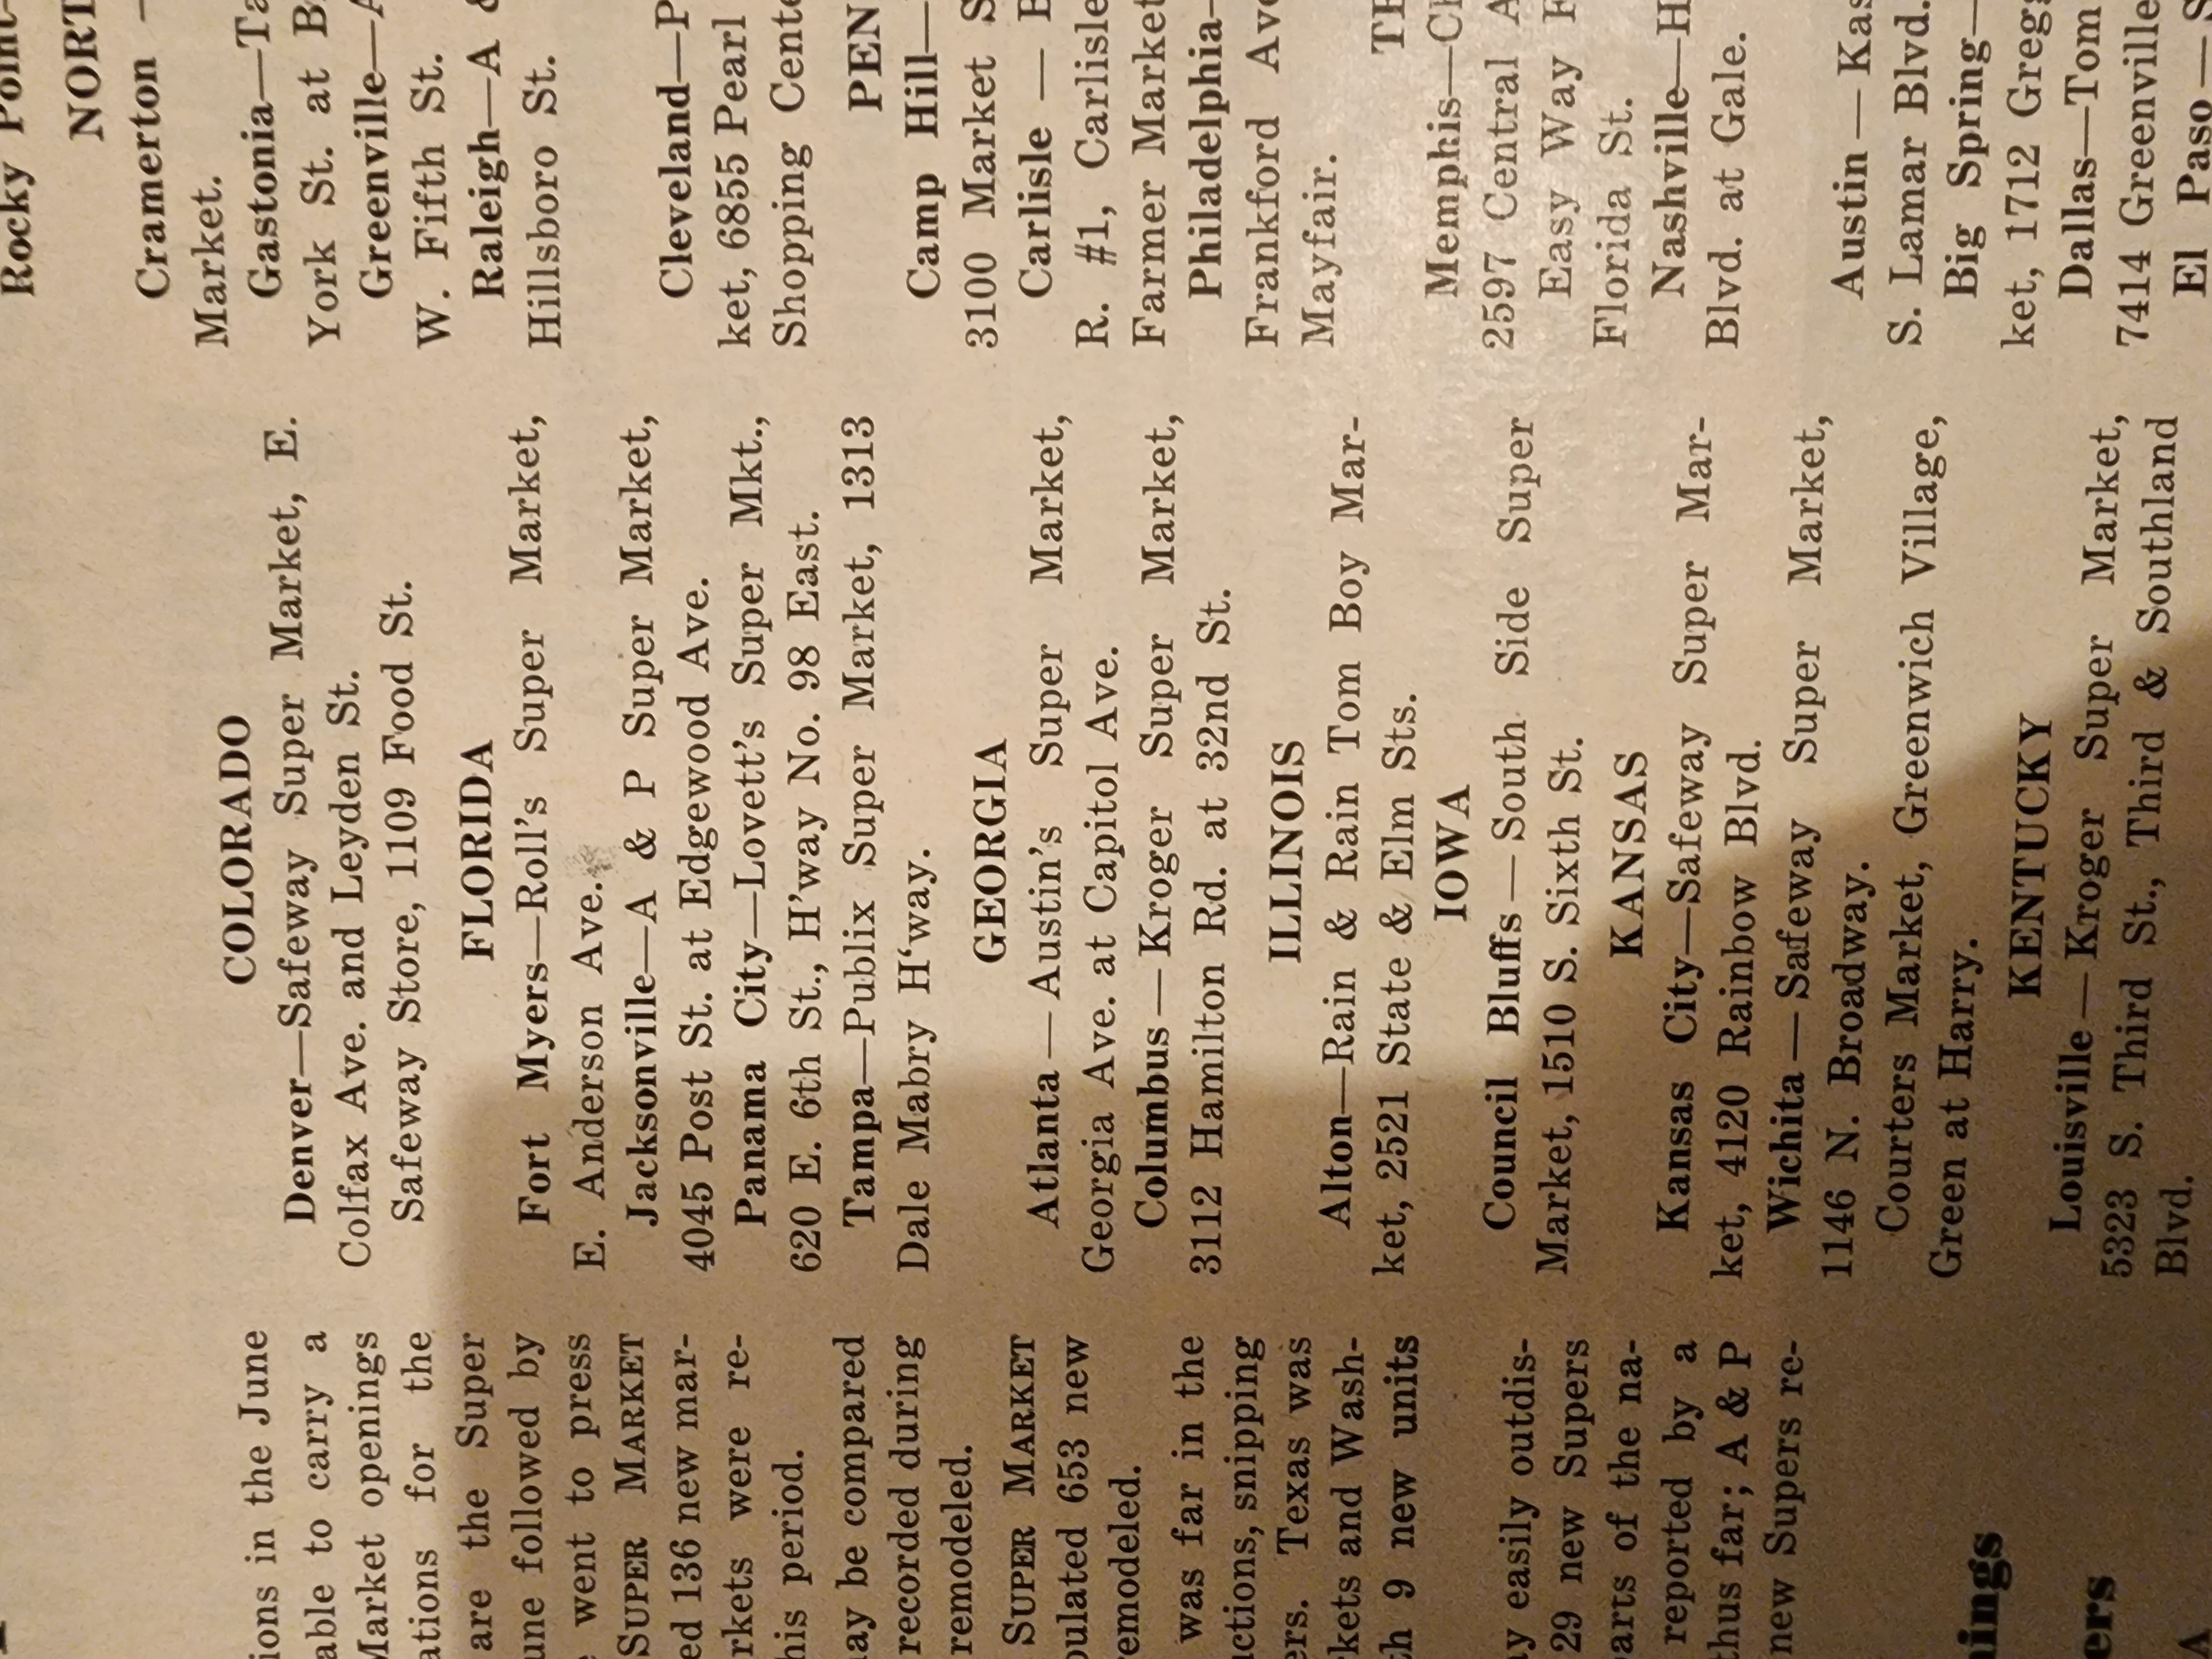 ions in the June
able to carry a
Market openings
ations for the
are the Super
une followed by
went to press
SUPER MARKET
ed 136 new mar-
rkets were re-
his period.
ay be compared
recorded during
remodeled.
SUPER MARKET
oulated 653 new
emodeled.
was far in the
uctions, snipping
ers. Texas was
kets and Wash-
th 9 new units
y easily outdis-
29 new Supers
arts of the na-
reported by a
thus far; A & P
new Supers re-
nings
ers
COLORADO
Denver—Safeway Super Market, E.
Colfax Ave. and Leyden St.
Safeway Store, 1109 Food St.
FLORIDA
Fort Myers—Roll's Super Market,
E. Anderson Ave.
Jacksonville—A & P Super Market,
4045 Post St. at Edgewood Ave.
Panama City—Lovett's Super Mkt.,
620 E. 6th St., H'way No. 98 East.
Tampa—Publix Super Market, 1313
Dale Mabry H‘way.
GEORGIA
Atlanta—Austin's Super Market,
Georgia Ave. at Capitol Ave.
Columbus—Kroger Super Market,
3112 Hamilton Rd. at 32nd St.
ILLINOIS
Alton—Rain & Rain Tom Boy Mar-
ket, 2521 State & Elm Sts.
IOWA
Council Bluffs—South Side Super
Market, 1510 S. Sixth St.
KANSAS
Kansas City—Safeway Super Mar-
ket, 4120 Rainbow Blvd.
Wichita—Safeway Super Market,
1146 N. Broadway.
Courters Market, Greenwich Village,
Green at Harry.
KENTUCKY
Louisville—Kroger Super Market,
5323 S. Third St., Third & Southland
Blvd.
Rocky Point—
NORT
Cramerton —
Market.
Gastonia—Ta
York St. at B
Greenville—A
W. Fifth St.
Raleigh—A &
Hillsboro St.
Cleveland—P
ket, 6855 Pearl
Shopping Cente
PEN
Camp Hill—
3100 Market S
Carlisle — E
R. #1, Carlisle
Farmer Market
Philadelphia—
Frankford Ave
Mayfair.
TE
Memphis—Cl
2597 Central A
Easy Way F
Florida St.
Nashville—H
Blvd. at Gale.
Austin—Kas
S. Lamar Blvd.
Big Spring—
ket, 1712 Gregg
Dallas—Tom
7414 Greenville
El Paso—S